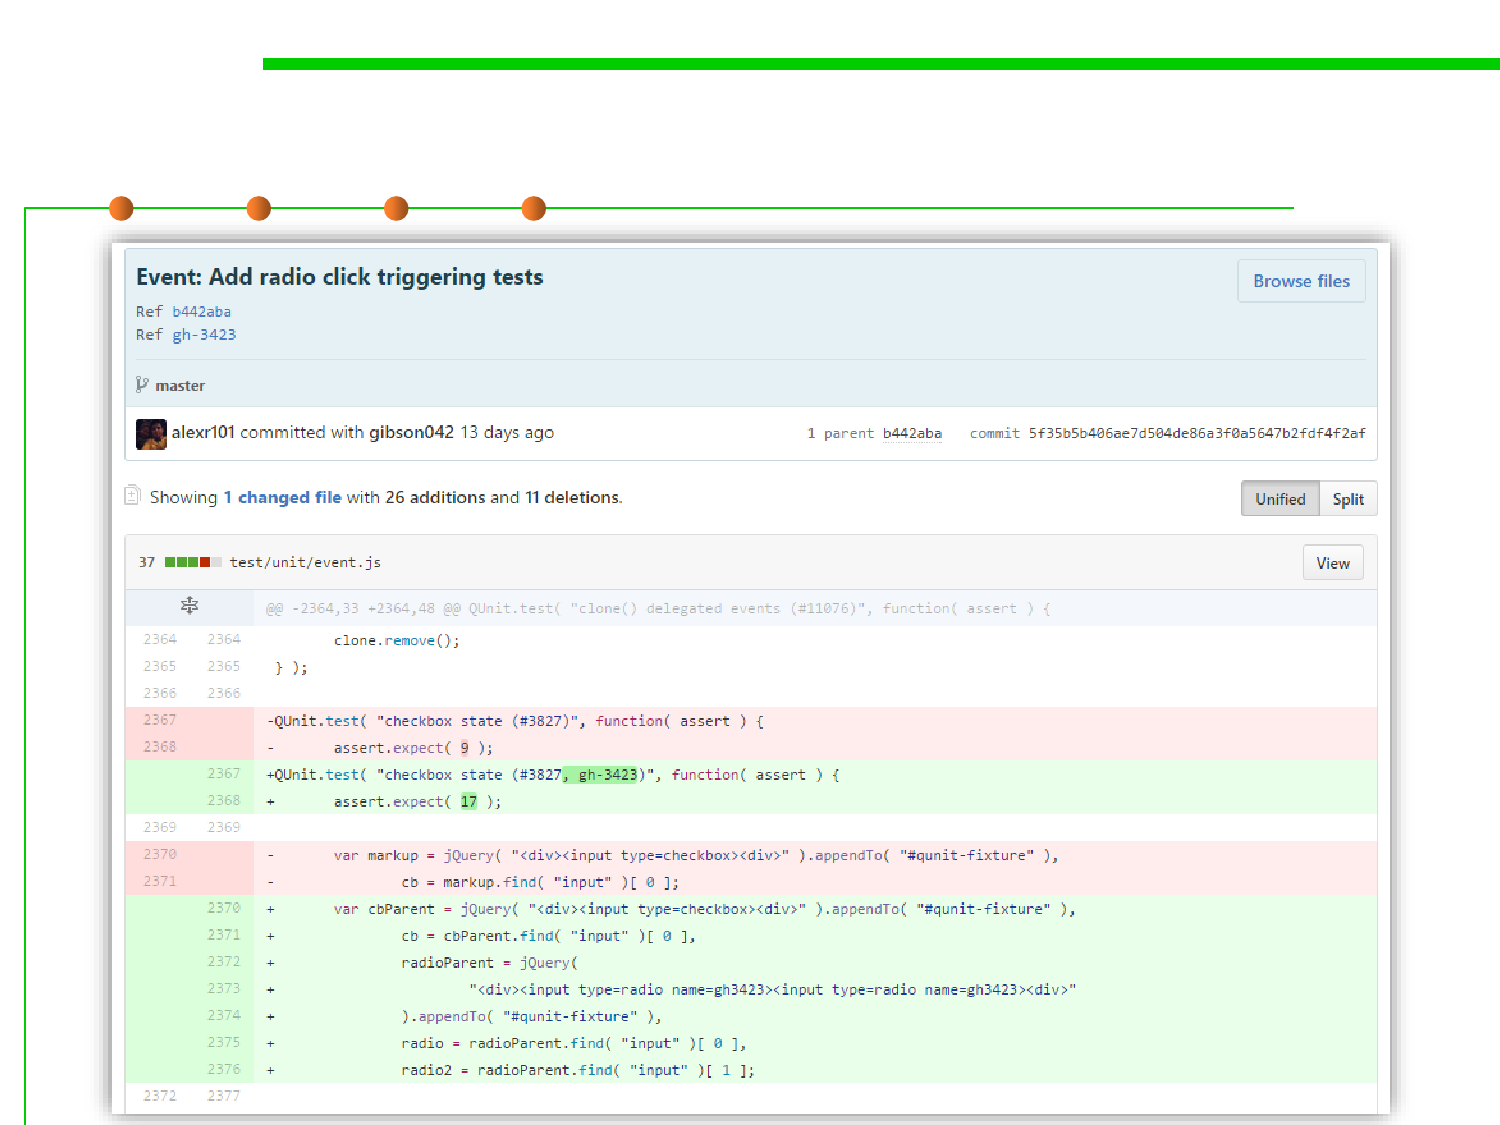 Event: Add radio click triggering tests
Browse files
Ref b442aba
Ref gh-3423
master
alexr101 committed with gibson042 13 days ago
1 parent b442aba commit 5f35b5b406ae7d504de86a3f0a5647b2fdf4f2af
Showing 1 changed file with 26 additions and 11 deletions.
Unified Split
37 test/unit/event.js
View
@@ -2364,33 +2364,48 @@ QUnit.test( "clone() delegated events (#11076)", function( assert ) {
2364 2364 clone.remove();
2365 2365 } );
2366 2366
2367 -QUnit.test( "checkbox state (#3827)", function( assert ) {
2368 - assert.expect( 9 );
2367 +QUnit.test( "checkbox state (#3827, gh-3423)", function( assert ) {
2368 + assert.expect( 17 );
2369 2369
2370 - var markup = jQuery( "<div><input type=checkbox><div>" ).appendTo( "#qunit-fixture" ),
2371 - cb = markup.find( "input" )[ 0 ];
2370 + var cbParent = jQuery( "<div><input type=checkbox><div>" ).appendTo( "#qunit-fixture" ),
2371 + cb = cbParent.find( "input" )[ 0 ],
2372 + radioParent = jQuery(
2373 + "<div><input type=radio name=gh3423><input type=radio name=gh3423><div>"
2374 + ).appendTo( "#qunit-fixture" ),
2375 + radio = radioParent.find( "input" )[ 0 ],
2376 + radio2 = radioParent.find( "input" )[ 1 ];
2372 2377